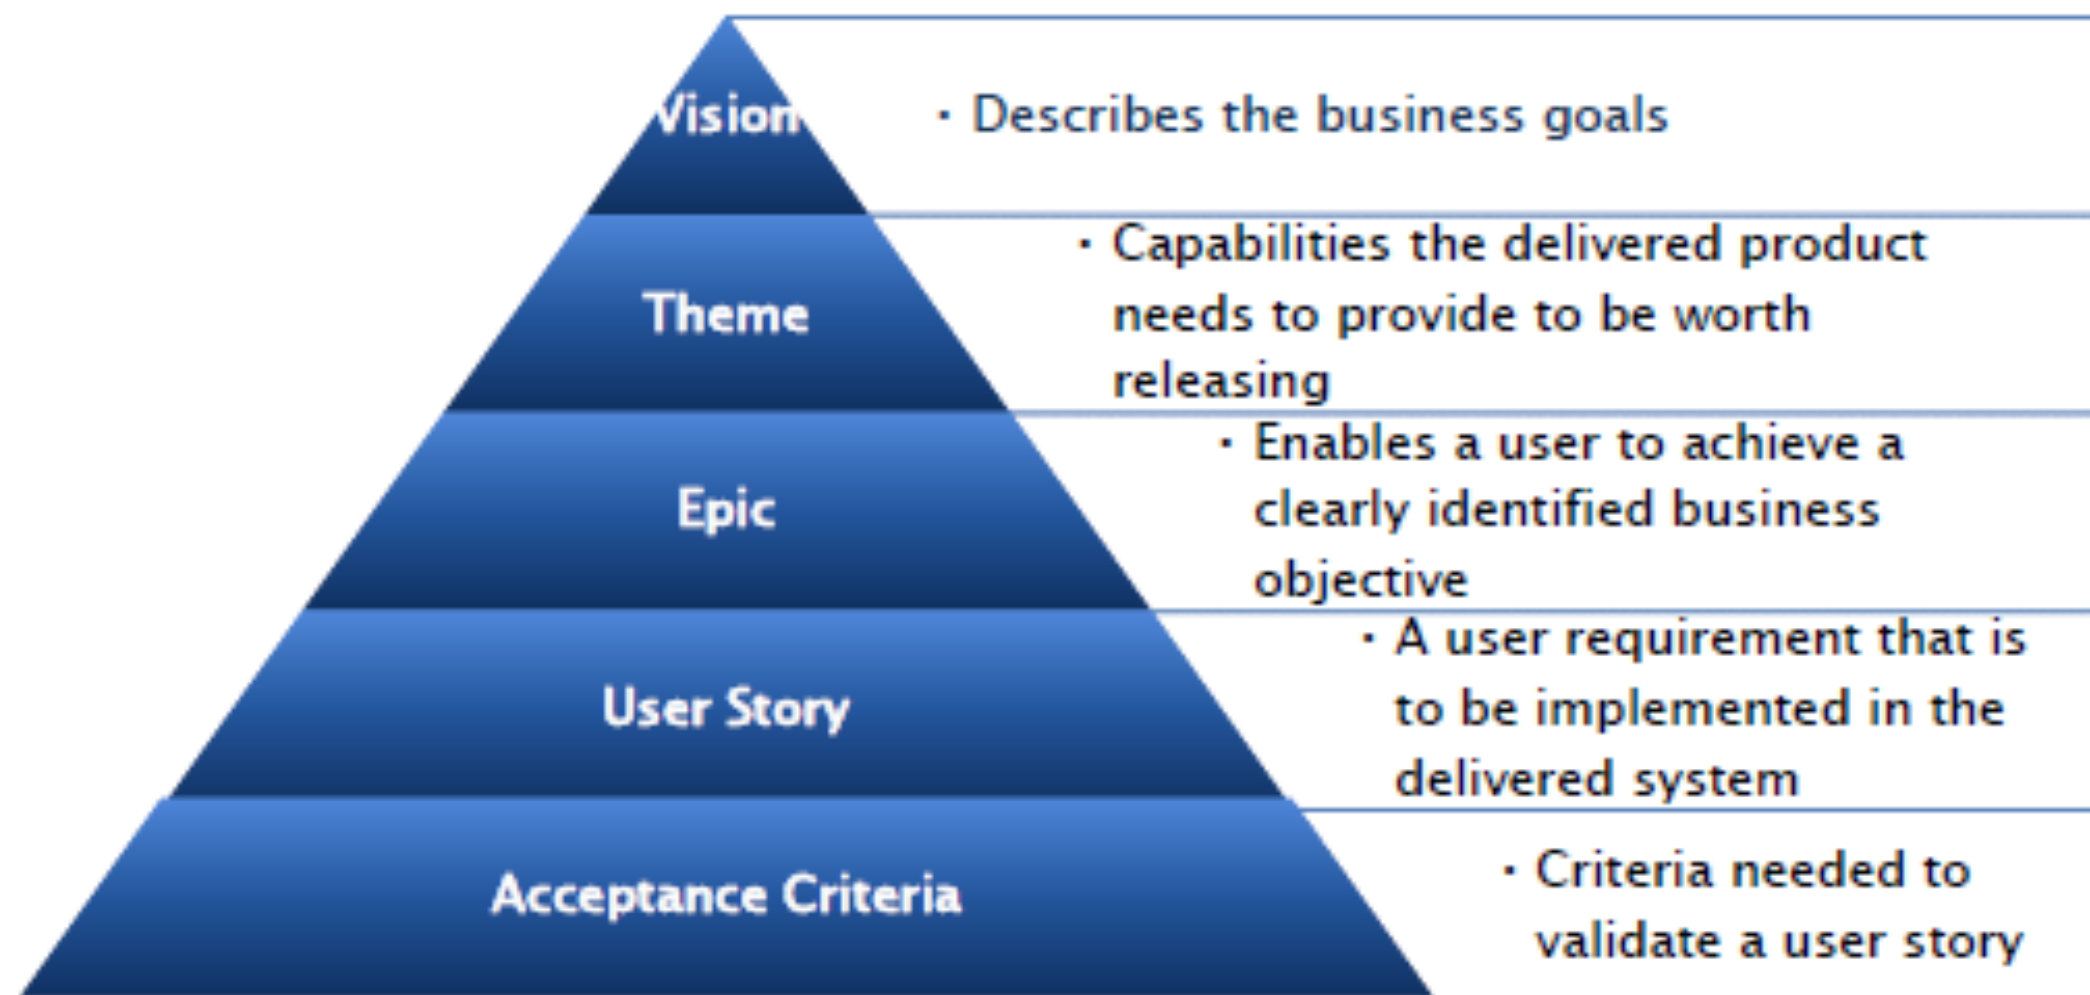 Vision
· Describes the business goals
Theme
· Capabilities the delivered product
needs to provide to be worth
releasing
Epic
· Enables a user to achieve a
clearly identified business
objective
User Story
· A user requirement that is
to be implemented in the
delivered system
Acceptance Criteria
· Criteria needed to
validate a user story